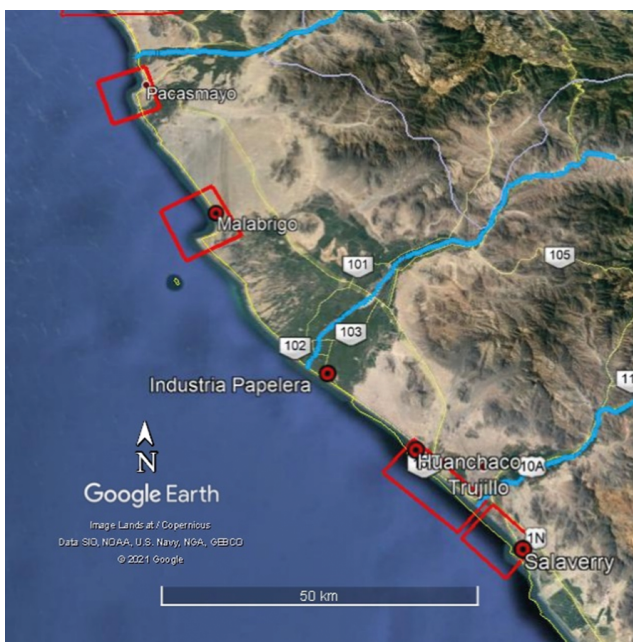 Pacasmayo
Malabrigo
101
105
102
103
Industria Papelera
N
Huanchaco
10A
Trujillo
Google Earth
Image Landsat / Copernicus
Data SIO, NOAA, U.S. Navy, NGA, GEBCO
© 2021 Google
1N
Salaverry
50 km